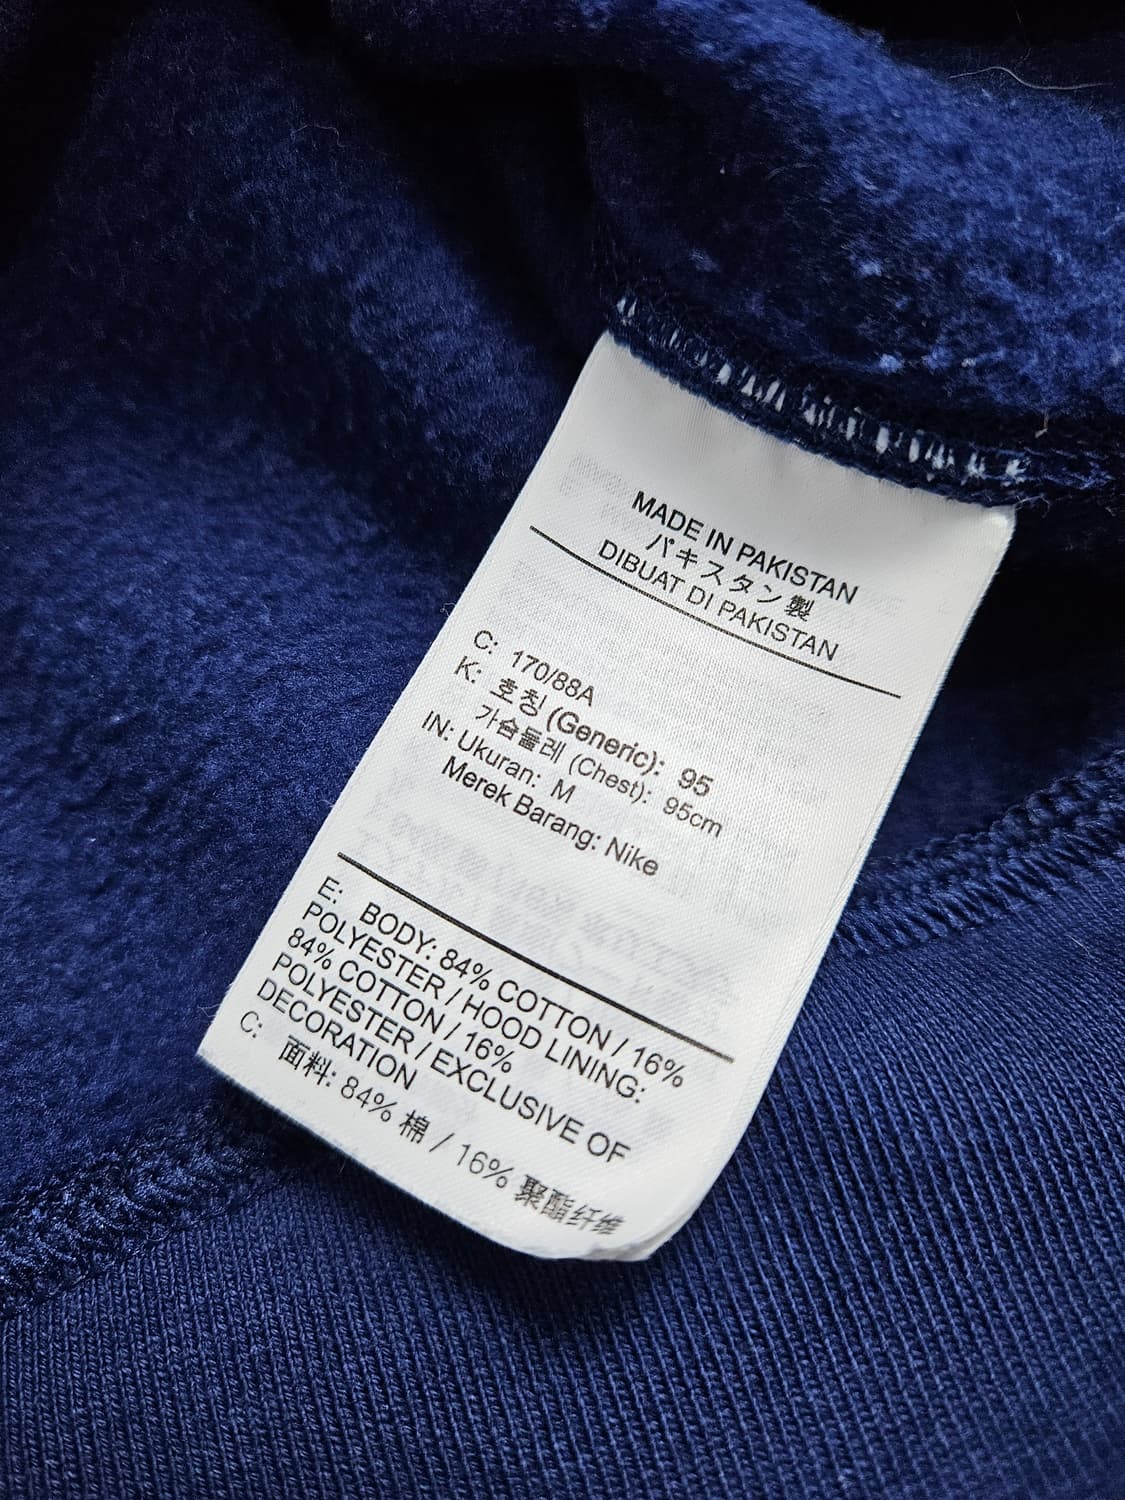 MADE IN PAKISTAN
パキスタン製
DIBUAT DI PAKISTAN
C: 170/88A
K: 호칭 (Generic): 95
가슴둘레 (Chest): 95cm
IN: Ukuran: M
Merek Barang: Nike
E: BODY: 84% COTTON / 16%
POLYESTER / HOOD LINING:
84% COTTON / 16%
POLYESTER / EXCLUSIVE OF
DECORATION
C: 面料: 84% 棉 / 16% 聚酯纤维